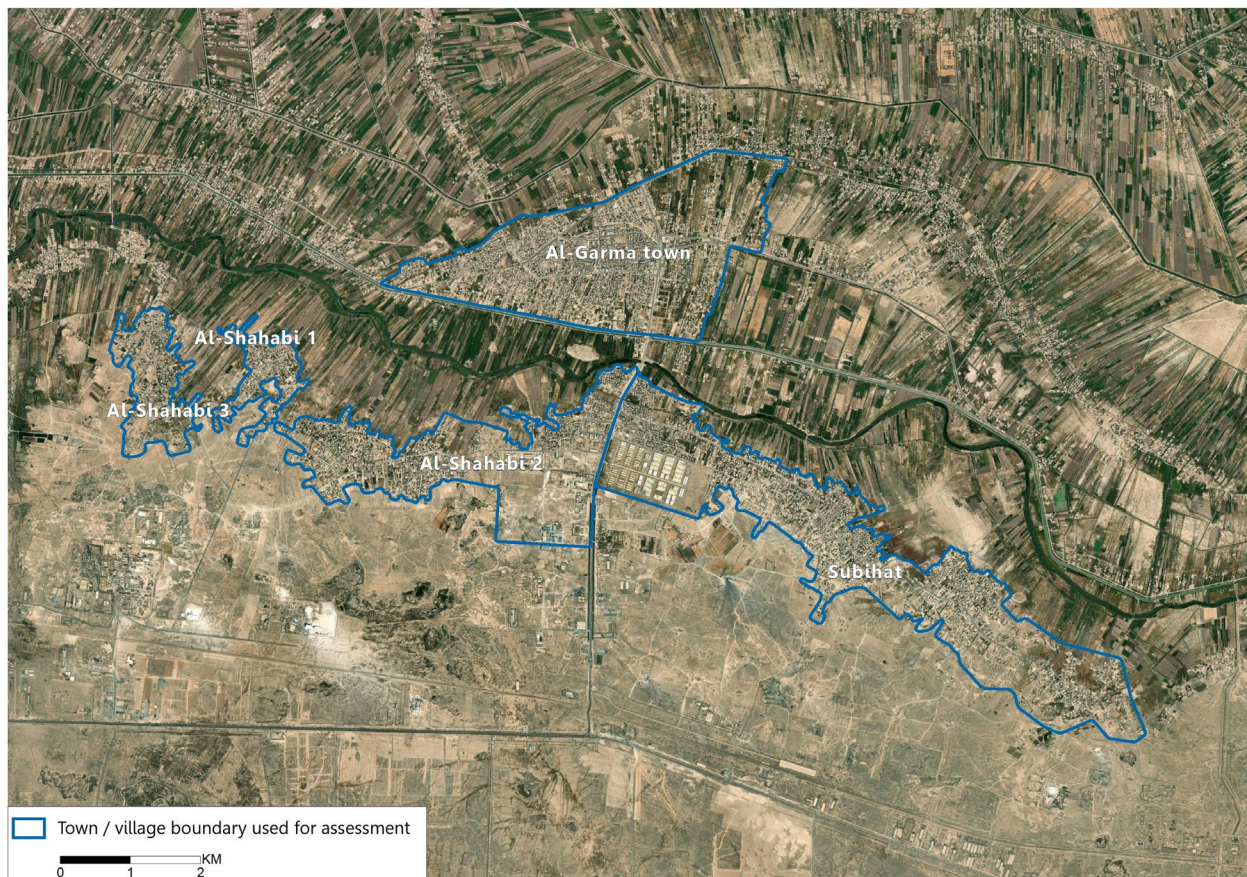 Al-Garma town
Al-Shahabi 1
Al-Shahabi 3
Al-Shahabi 2
Subihat
Town / village boundary used for assessment
KM
0 1 2